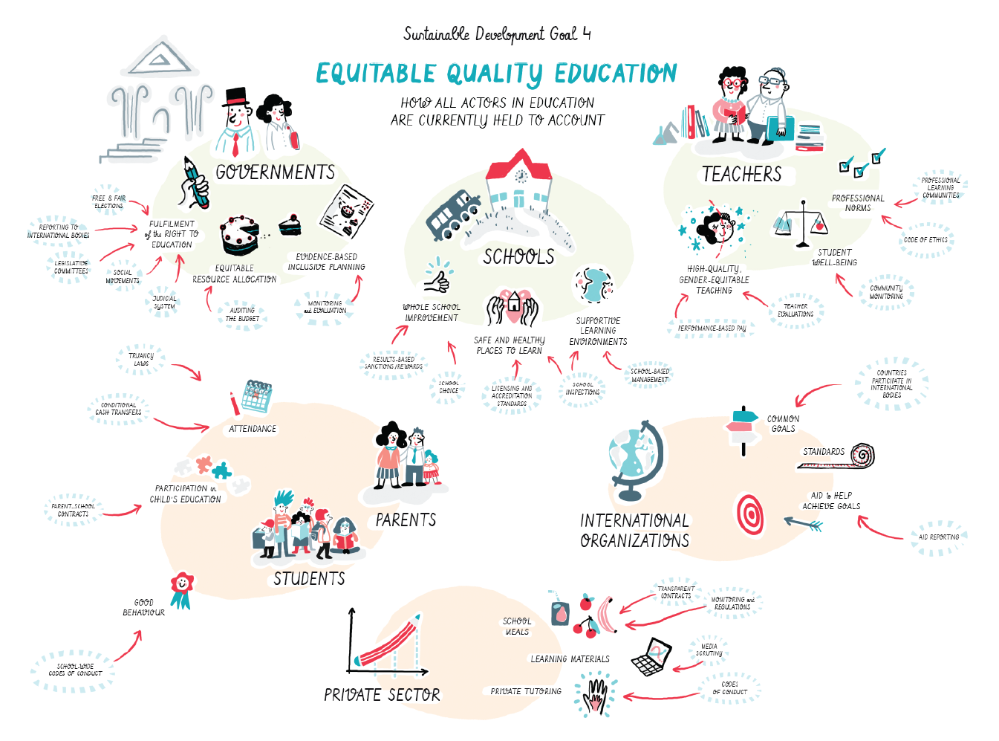 Sustainable Development Goal 4
EQUITABLE QUALITY EDUCATION
HOW ALL ACTORS IN EDUCATION
ARE CURRENTLY HELD TO ACCOUNT
GOVERNMENTS
FREE & FAIR
ELECTIONS
REPORTING TO
INTERNATIONAL BODIES
LEGISLATIVE
COMMITTEES
SOCIAL
MOVEMENTS
JUDICIAL
SYSTEM
FULFILMENT
of the RIGHT TO
EDUCATION
EQUITABLE
RESOURCE ALLOCATION
AUDITING
THE BUDGET
EVIDENCE-BASED
INCLUSIVE PLANNING
MONITORING
and EVALUATION
SCHOOLS
WHOLE SCHOOL
IMPROVEMENT
RESULTS-BASED
SANCTIONS/REWARDS
SCHOOL
CHOICE
SAFE AND HEALTHY
PLACES TO LEARN
LICENSING AND
ACCREDITATION
STANDARDS
SCHOOL
INSPECTIONS
SUPPORTIVE
LEARNING
ENVIRONMENTS
SCHOOL-BASED
MANAGEMENT
TEACHERS
PROFESSIONAL
NORMS
PROFESSIONAL
LEARNING
COMMUNITIES
CODE OF ETHICS
STUDENT
WELL-BEING
COMMUNITY
MONITORING
HIGH-QUALITY,
GENDER-EQUITABLE
TEACHING
TEACHER
EVALUATIONS
PERFORMANCE-BASED PAY
TRUANCY
LAWS
CONDITIONAL
CASH TRANSFERS
ATTENDANCE
PARTICIPATION in
CHILD'S EDUCATION
PARENT-SCHOOL
CONTRACTS
PARENTS
STUDENTS
GOOD
BEHAVIOUR
SCHOOL-WIDE
CODES OF CONDUCT
INTERNATIONAL
ORGANIZATIONS
COMMON
GOALS
COUNTRIES
PARTICIPATE IN
INTERNATIONAL
BODIES
STANDARDS
AID to HELP
ACHIEVE GOALS
AID REPORTING
PRIVATE SECTOR
SCHOOL
MEALS
TRANSPARENT
CONTRACTS
MONITORING and
REGULATIONS
LEARNING MATERIALS
MEDIA
SCRUTINY
PRIVATE TUTORING
CODES
OF CONDUCT